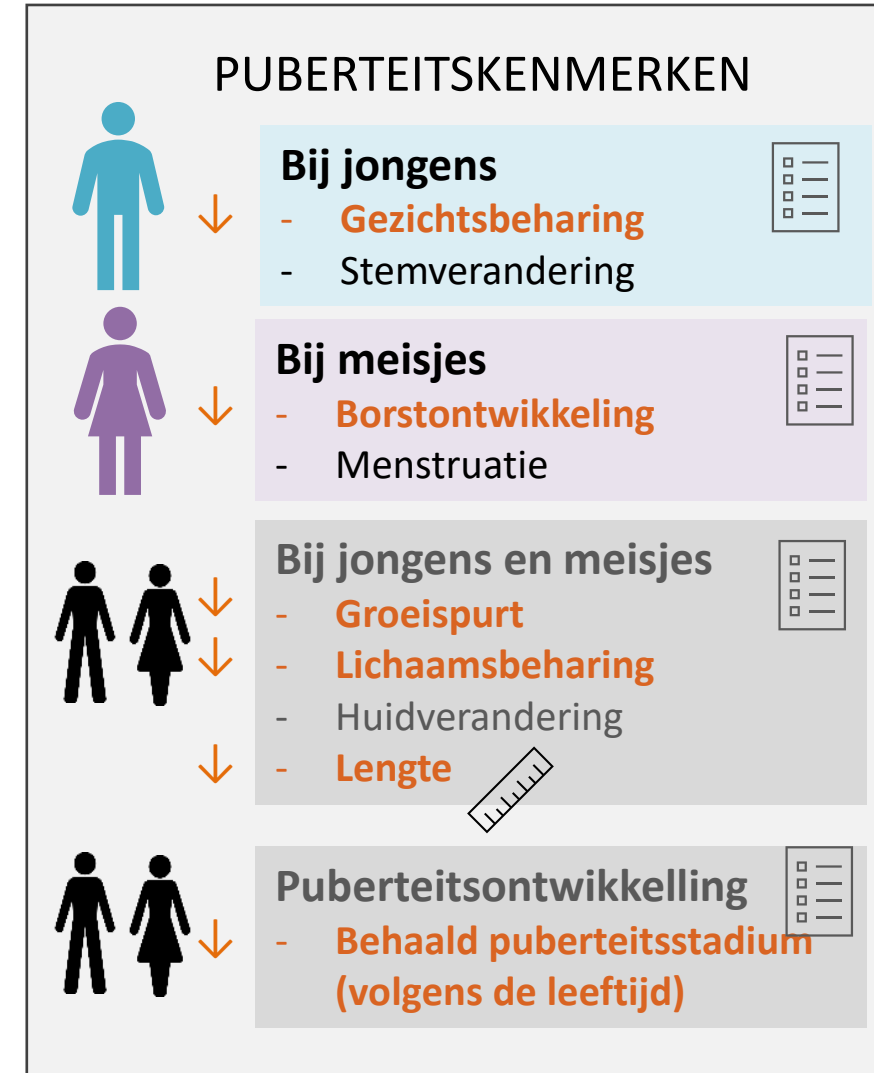 PUBERTEITSKENMERKEN
Bij jongens
- Gezichtsbeharing
- Stemverandering
Bij meisjes
- Borstontwikkeling
- Menstruatie
Bij jongens en meisjes
- Groeispurt
- Lichaamsbeharing
- Huidverandering
- Lengte
Puberteitsontwikkelling
- Behaald puberteitsstadium
(volgens de leeftijd)